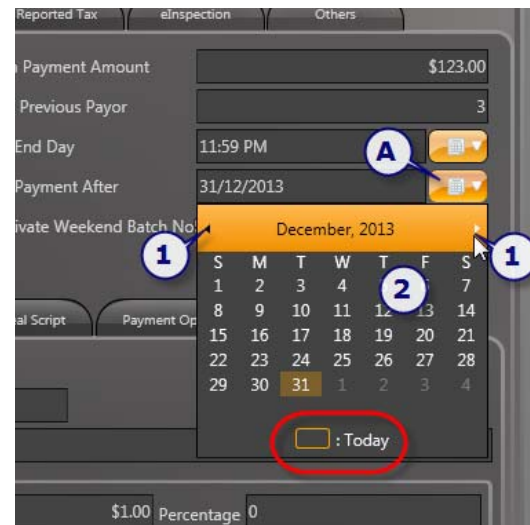 Reported Tax eInspection Others
Payment Amount $123.00
Previous Payor 3
End Day 11:59 PM A
Payment After 31/12/2013
ivate Weekend Batch No
1 December, 2013 1
S M T W T F S
1 2 3 4 2 7
8 9 10 11 12 13 14
15 16 17 18 19 20 21
al Script Payment Op
22 23 24 25 26 27 28
29 30 31 1 2 3 4
: Today
$1.00 Percentage 0